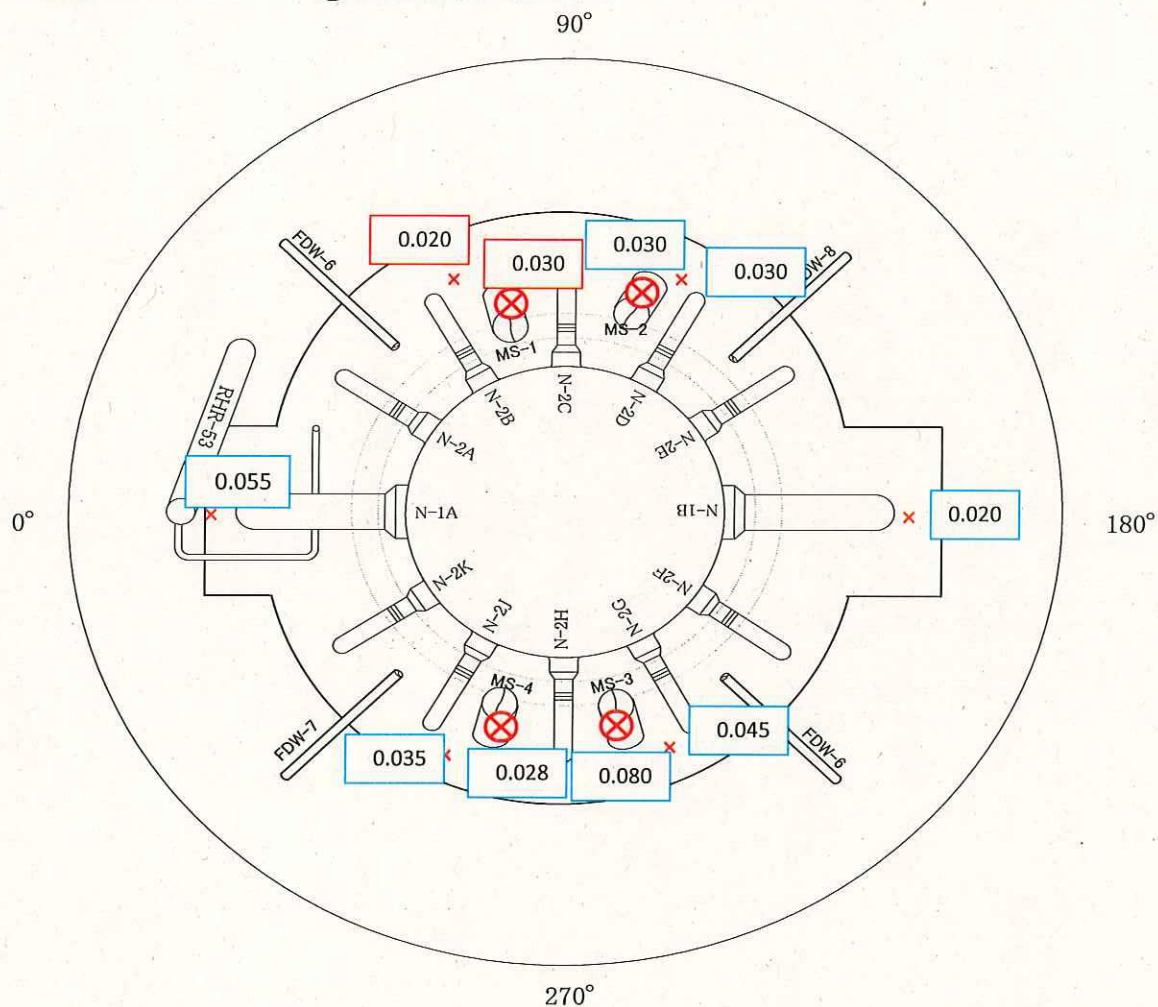 90°
FDW-6
0.020
0.030
0.030
0.030
DW-8
MS-1
MS-2
N-2B
N-2C
N-2D
N-2A
N-2E
RHR-53
0.055
0°
N-1A
N-1B
0.020
180°
N-2K
N-2F
N-2J
N-2H
N-2G
MS-4
MS-3
FDW-7
0.035
0.028
0.080
0.045
FDW-6
270°